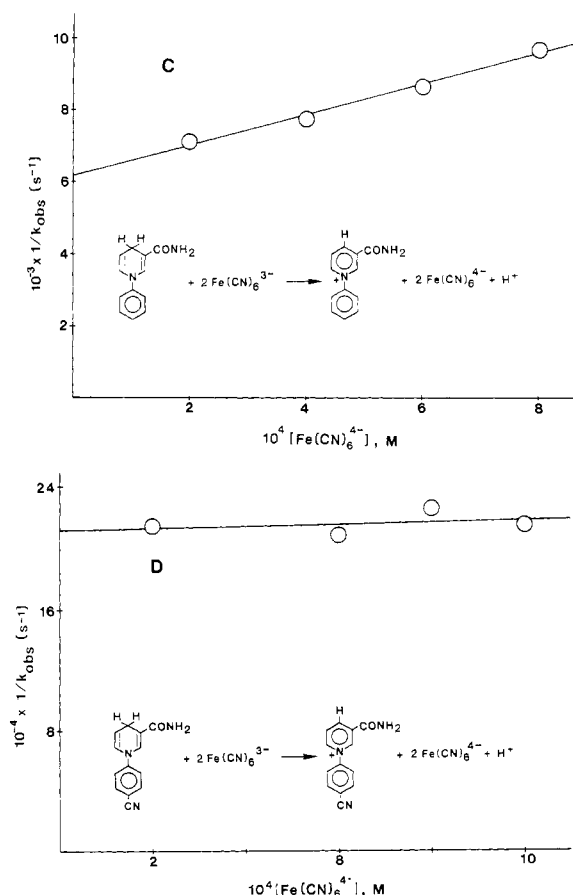 C
10⁻³ x 1/k_obs (s⁻¹)
10
8
6
4
2
H H
CONH₂
N
+ 2 Fe(CN)₆³⁻
H
CONH₂
N
+
+ 2 Fe(CN)₆⁴⁻ + H⁺
2 4 6 8
10⁴ [Fe(CN)₆⁴⁻], M
D
10⁻⁴ x 1/k_obs (s⁻¹)
24
16
8
H H
CONH₂
N
CN
+ 2 Fe(CN)₆³⁻
H
CONH₂
N
+
CN
+ 2 Fe(CN)₆⁴⁻ + H⁺
2 8 10
10⁴ [Fe(CN)₆⁴⁻], M